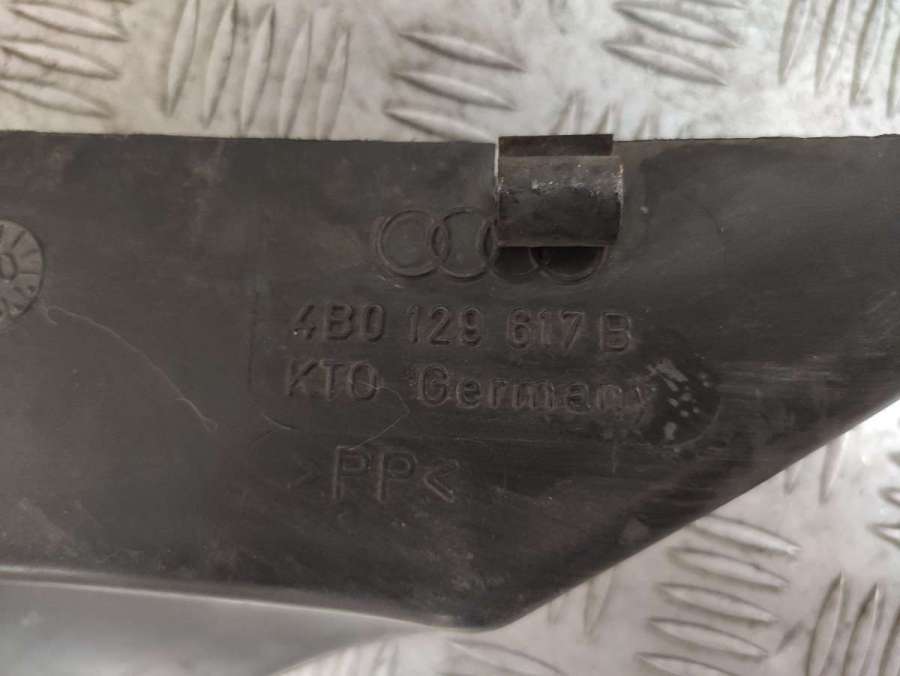 4B0 129 617 B
KTO Germany
>PP<